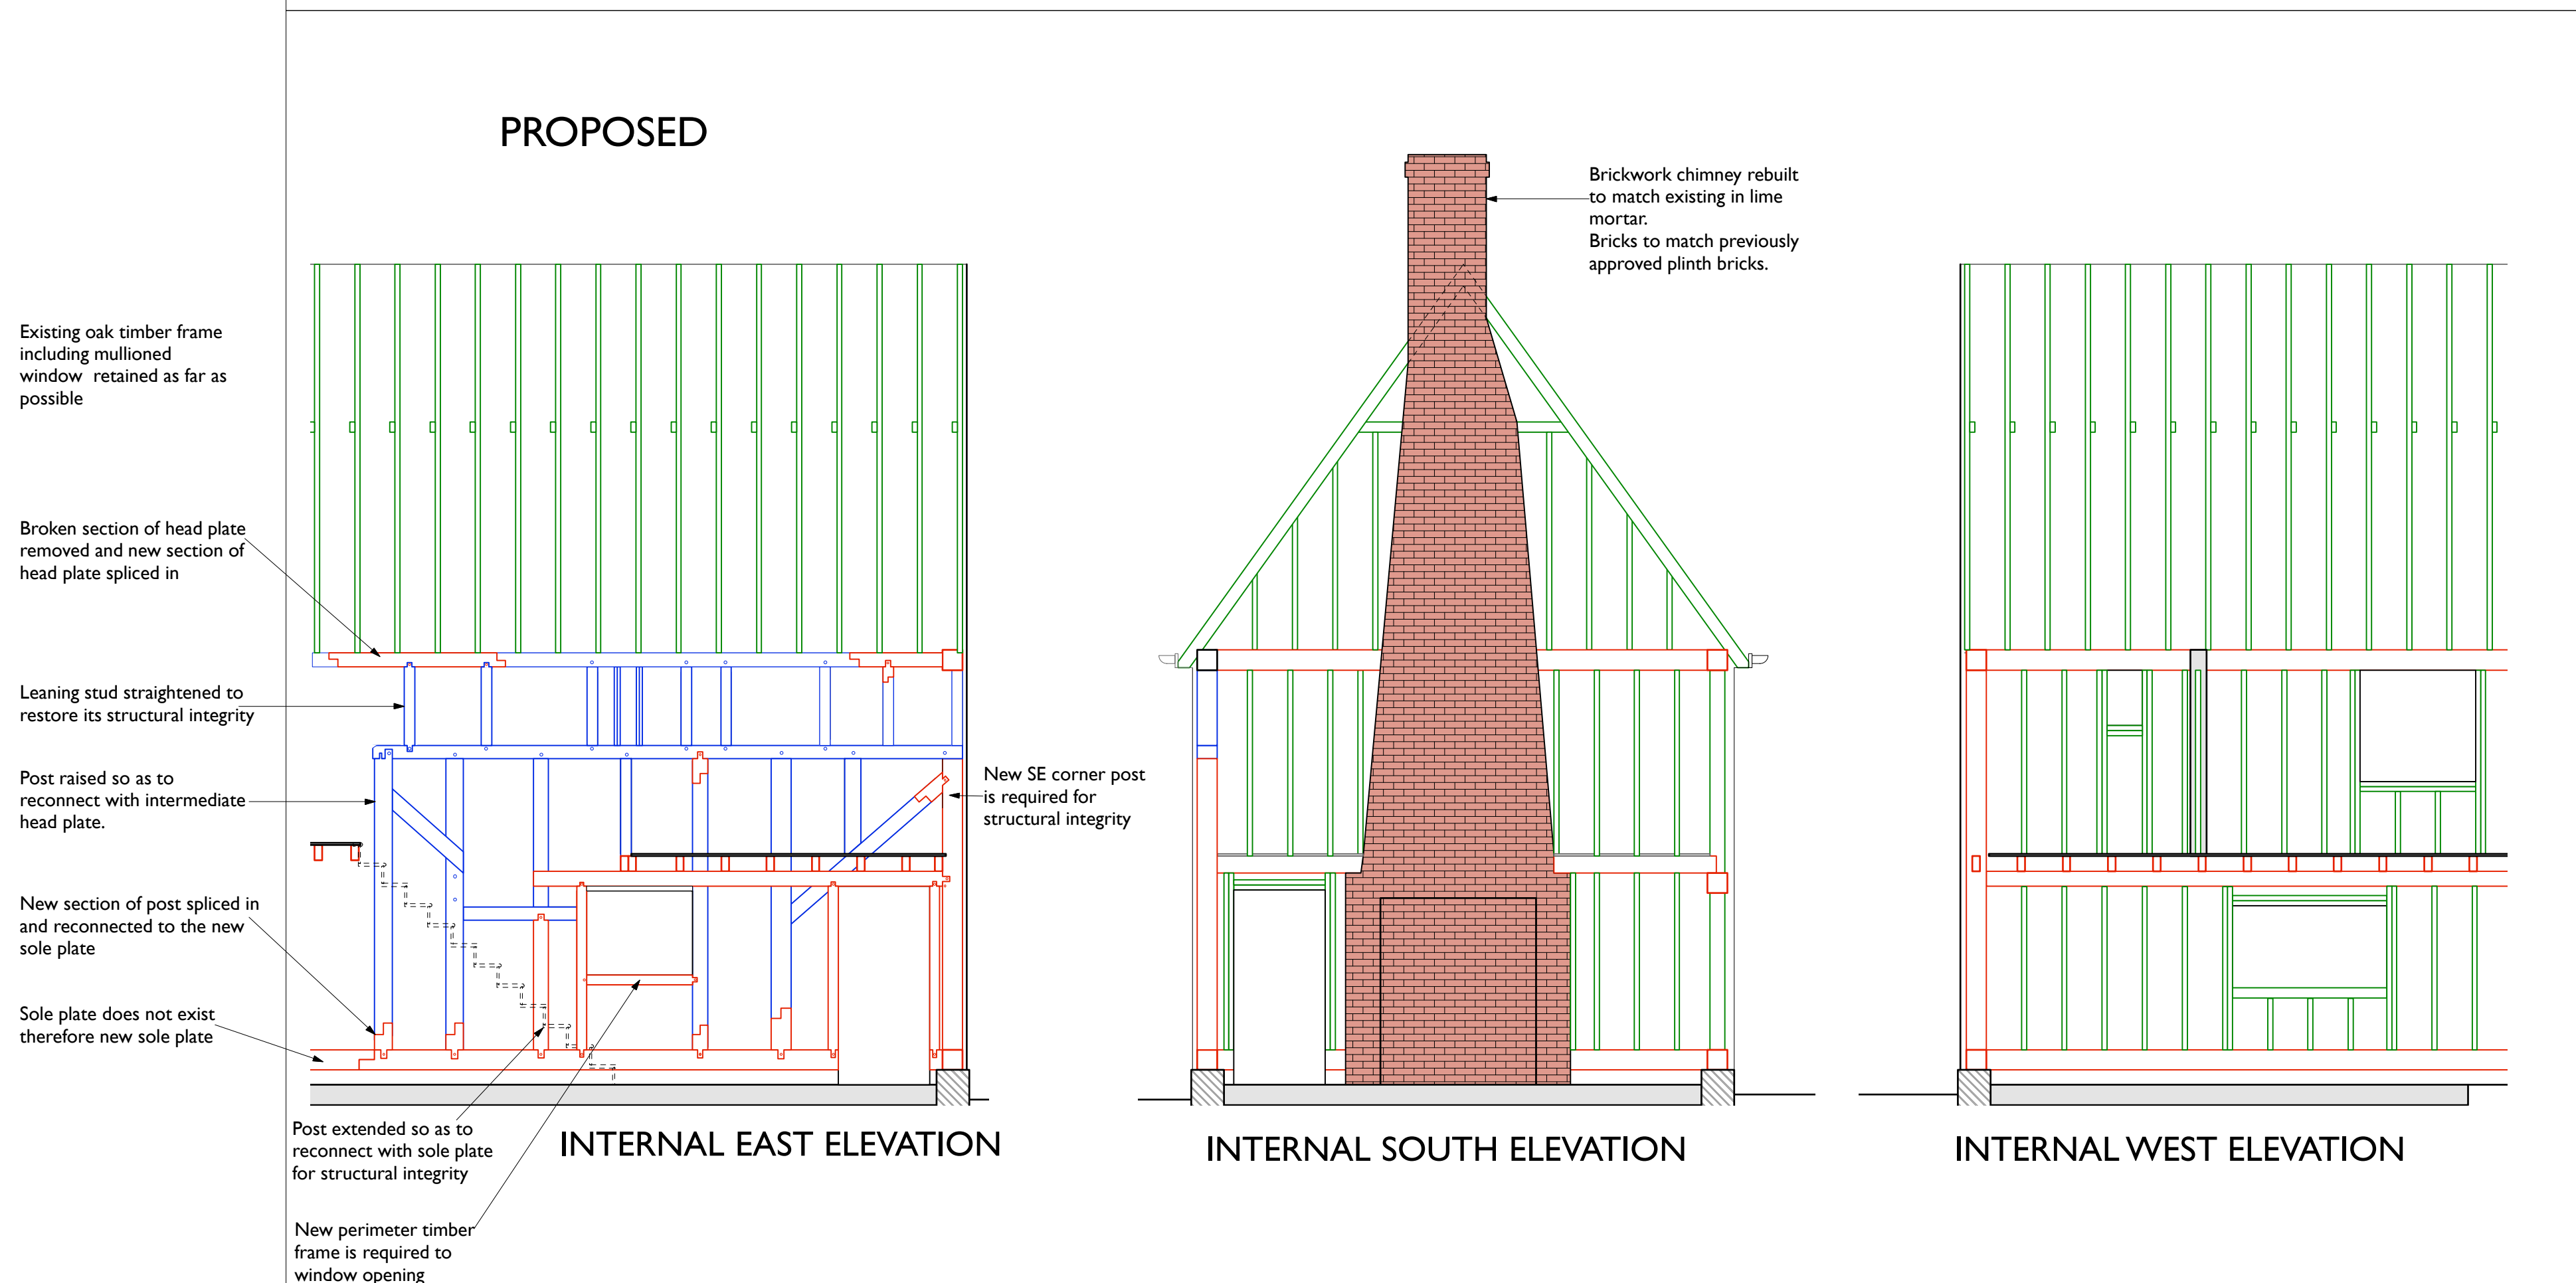 PROPOSED
Brickwork chimney rebuilt
to match existing in lime
mortar.
Bricks to match previously
approved plinth bricks.
Existing oak timber frame
including mullioned
window  retained as far as
possible
Broken section of head plate
removed and new section of
head plate spliced in
Leaning stud straightened to
restore its structural integrity
Post raised so as to
reconnect with intermediate
head plate.
New SE corner post
is required for
structural integrity
New section of post spliced in
and reconnected to the new
sole plate
Sole plate does not exist
therefore new sole plate
Post extended so as to
reconnect with sole plate
for structural integrity
New perimeter timber
frame is required to
window opening
INTERNAL EAST ELEVATION
INTERNAL SOUTH ELEVATION
INTERNAL WEST ELEVATION